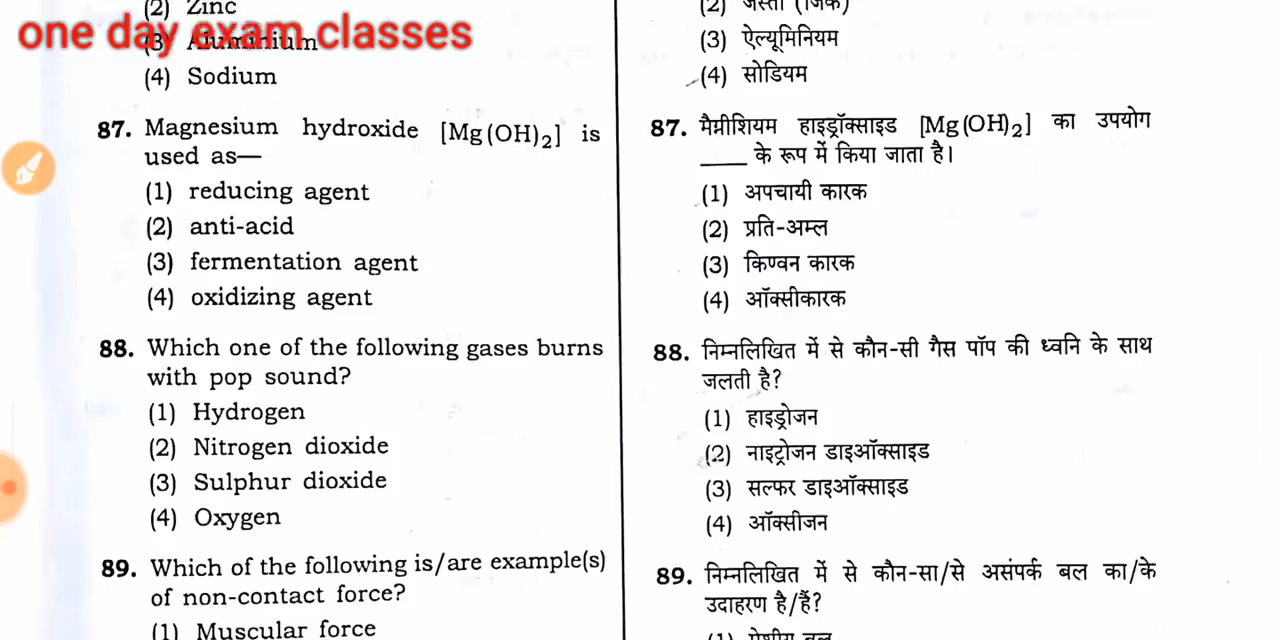 (2) Zinc
one day exam classes
(3) Aluminium
(4) Sodium
87. Magnesium hydroxide [Mg(OH)₂] is
used as—
(1) reducing agent
(2) anti-acid
(3) fermentation agent
(4) oxidizing agent
88. Which one of the following gases burns
with pop sound?
(1) Hydrogen
(2) Nitrogen dioxide
(3) Sulphur dioxide
(4) Oxygen
89. Which of the following is/are example(s)
of non-contact force?
(1) Muscular force
(2) जस्ता (जिंक)
(3) ऐल्यूमिनियम
(4) सोडियम
87. मैग्नीशियम हाइड्रॉक्साइड [Mg(OH)₂] का उपयोग
____ के रूप में किया जाता है।
(1) अपचायी कारक
(2) प्रति-अम्ल
(3) किण्वन कारक
(4) ऑक्सीकारक
88. निम्नलिखित में से कौन-सी गैस पॉप की ध्वनि के साथ
जलती है?
(1) हाइड्रोजन
(2) नाइट्रोजन डाइऑक्साइड
(3) सल्फर डाइऑक्साइड
(4) ऑक्सीजन
89. निम्नलिखित में से कौन-सा/से असंपर्क बल का/के
उदाहरण है/हैं?
(1) पेशीय बल